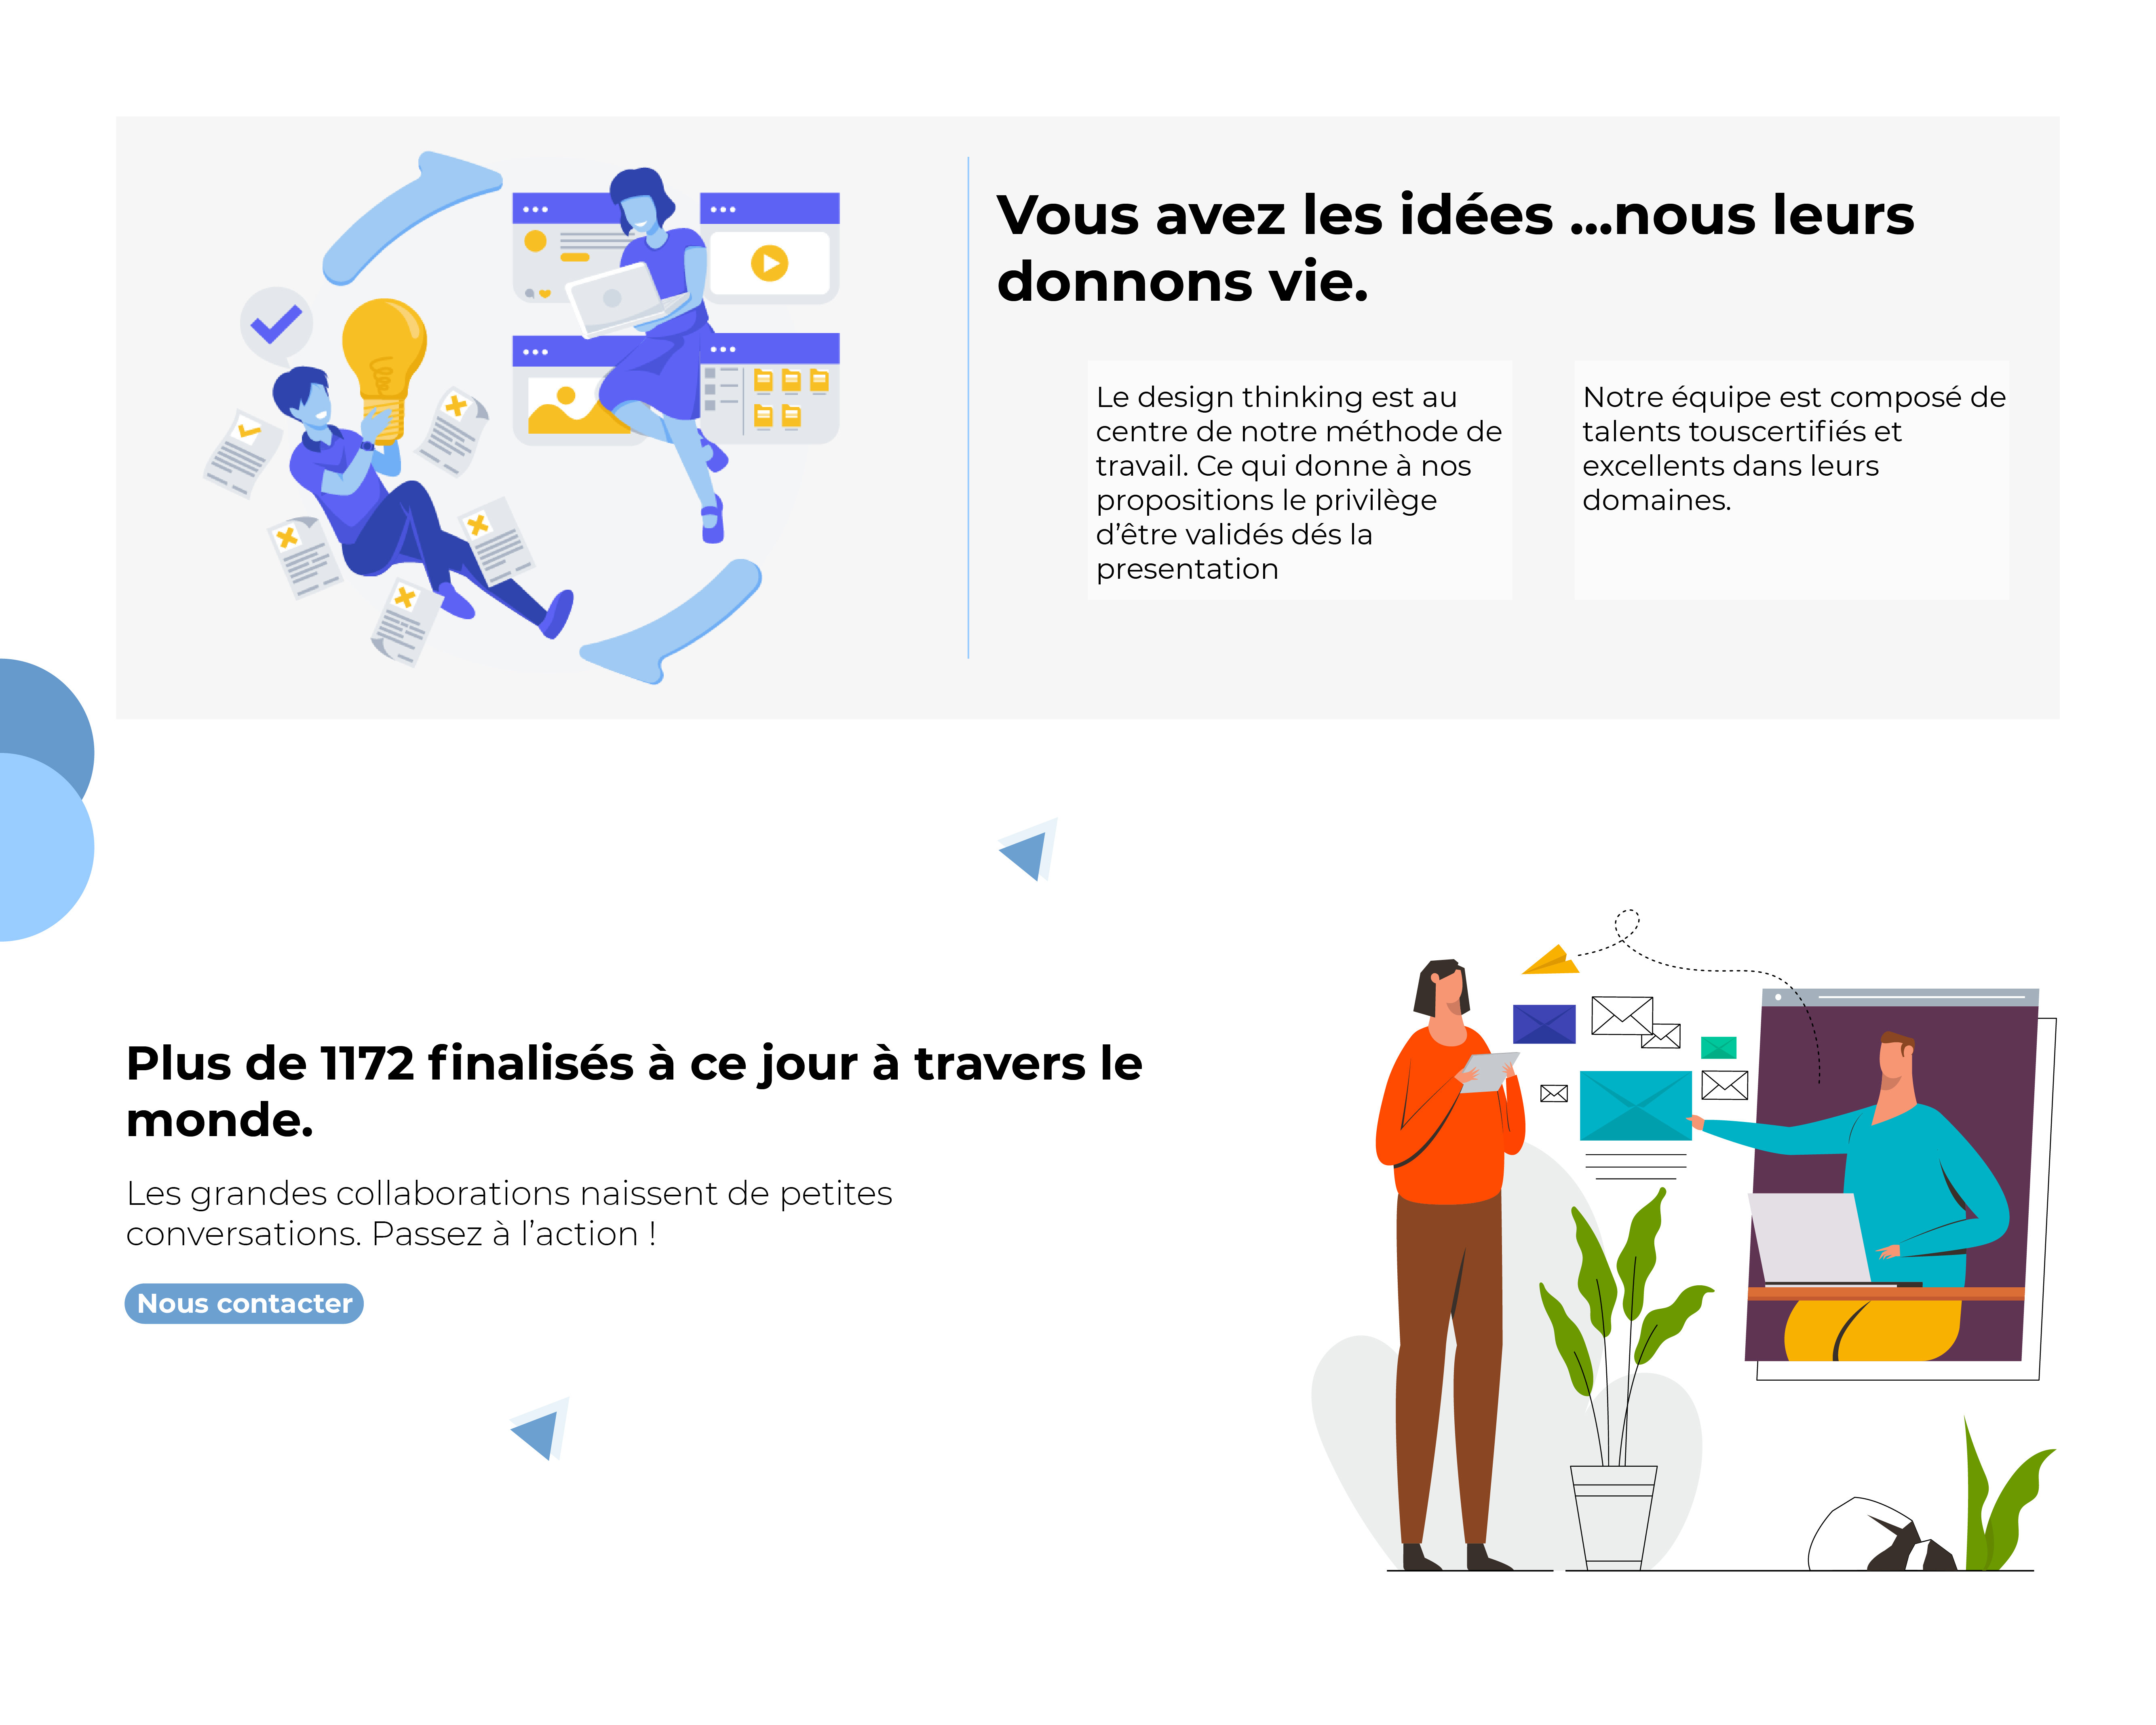 Vous avez les idées ...nous leurs
donnons vie.
Le design thinking est au
centre de notre méthode de
travail. Ce qui donne à nos
propositions le privilège
d’être validés dés la
presentation
Notre équipe est composé de
talents touscertifiés et
excellents dans leurs
domaines.
Plus de 1172 finalisés à ce jour à travers le
monde.
Les grandes collaborations naissent de petites
conversations. Passez à l’action !
Nous contacter